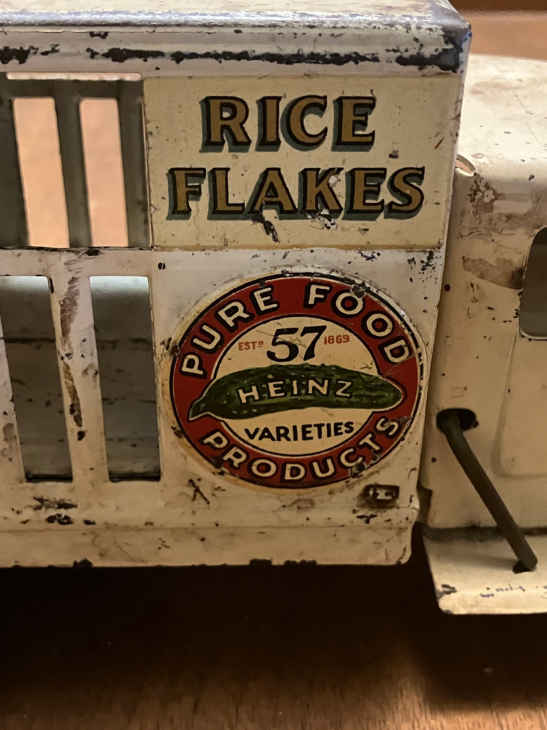 RICE
FLAKES
PURE FOOD
57
ESTD 1869
HEINZ
VARIETIES
PRODUCTS